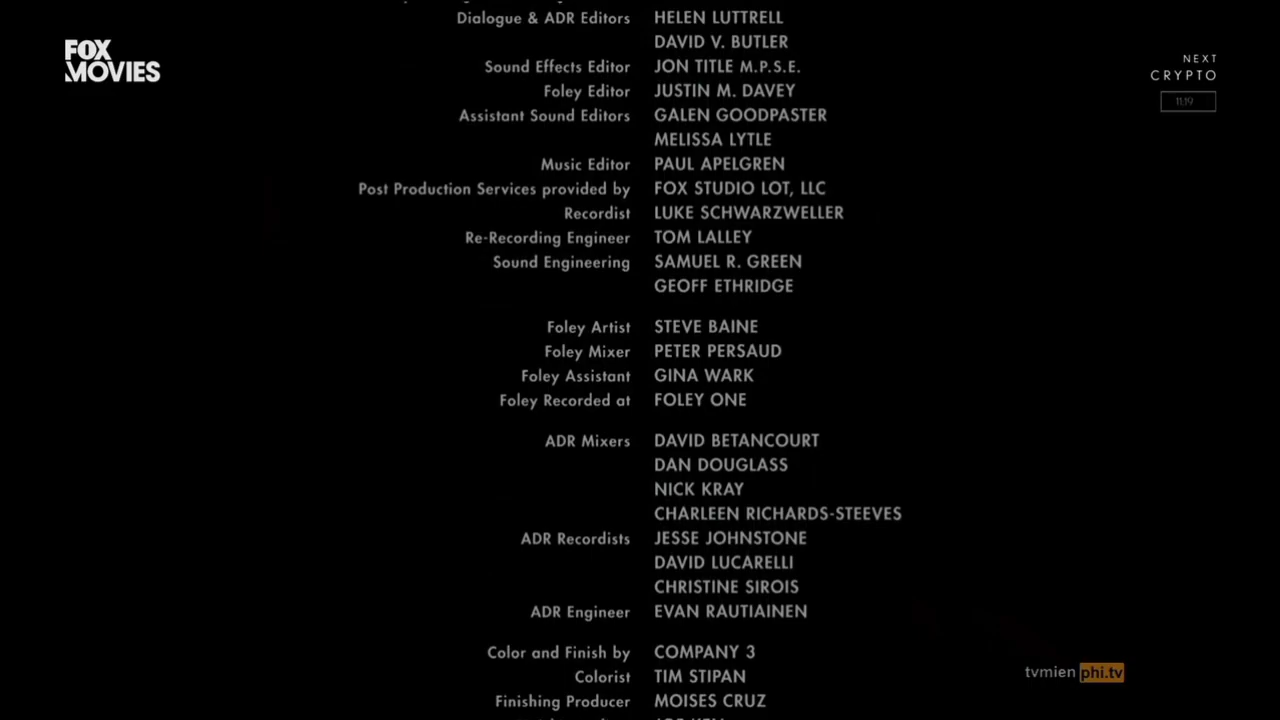 Dialogue & ADR Editors HELEN LUTTRELL
DAVID V. BUTLER
Sound Effects Editor JON TITLE M.P.S.E.
Foley Editor JUSTIN M. DAVEY
Assistant Sound Editors GALEN GOODPASTER
MELISSA LYTLE
Music Editor PAUL APELGREN
Post Production Services provided by FOX STUDIO LOT, LLC
Recordist LUKE SCHWARZWELLER
Re-Recording Engineer TOM LALLEY
Sound Engineering SAMUEL R. GREEN
GEOFF ETHRIDGE
Foley Artist STEVE BAINE
Foley Mixer PETER PERSAUD
Foley Assistant GINA WARK
Foley Recorded at FOLEY ONE
ADR Mixers DAVID BETANCOURT
DAN DOUGLASS
NICK KRAY
CHARLEEN RICHARDS-STEEVES
ADR Recordists JESSE JOHNSTONE
DAVID LUCARELLI
CHRISTINE SIROIS
ADR Engineer EVAN RAUTIAINEN
Color and Finish by COMPANY 3
Colorist TIM STIPAN
Finishing Producer MOISES CRUZ
FOX
MOVIES
NEXT
CRYPTO
11:19
tvmienphi.tv